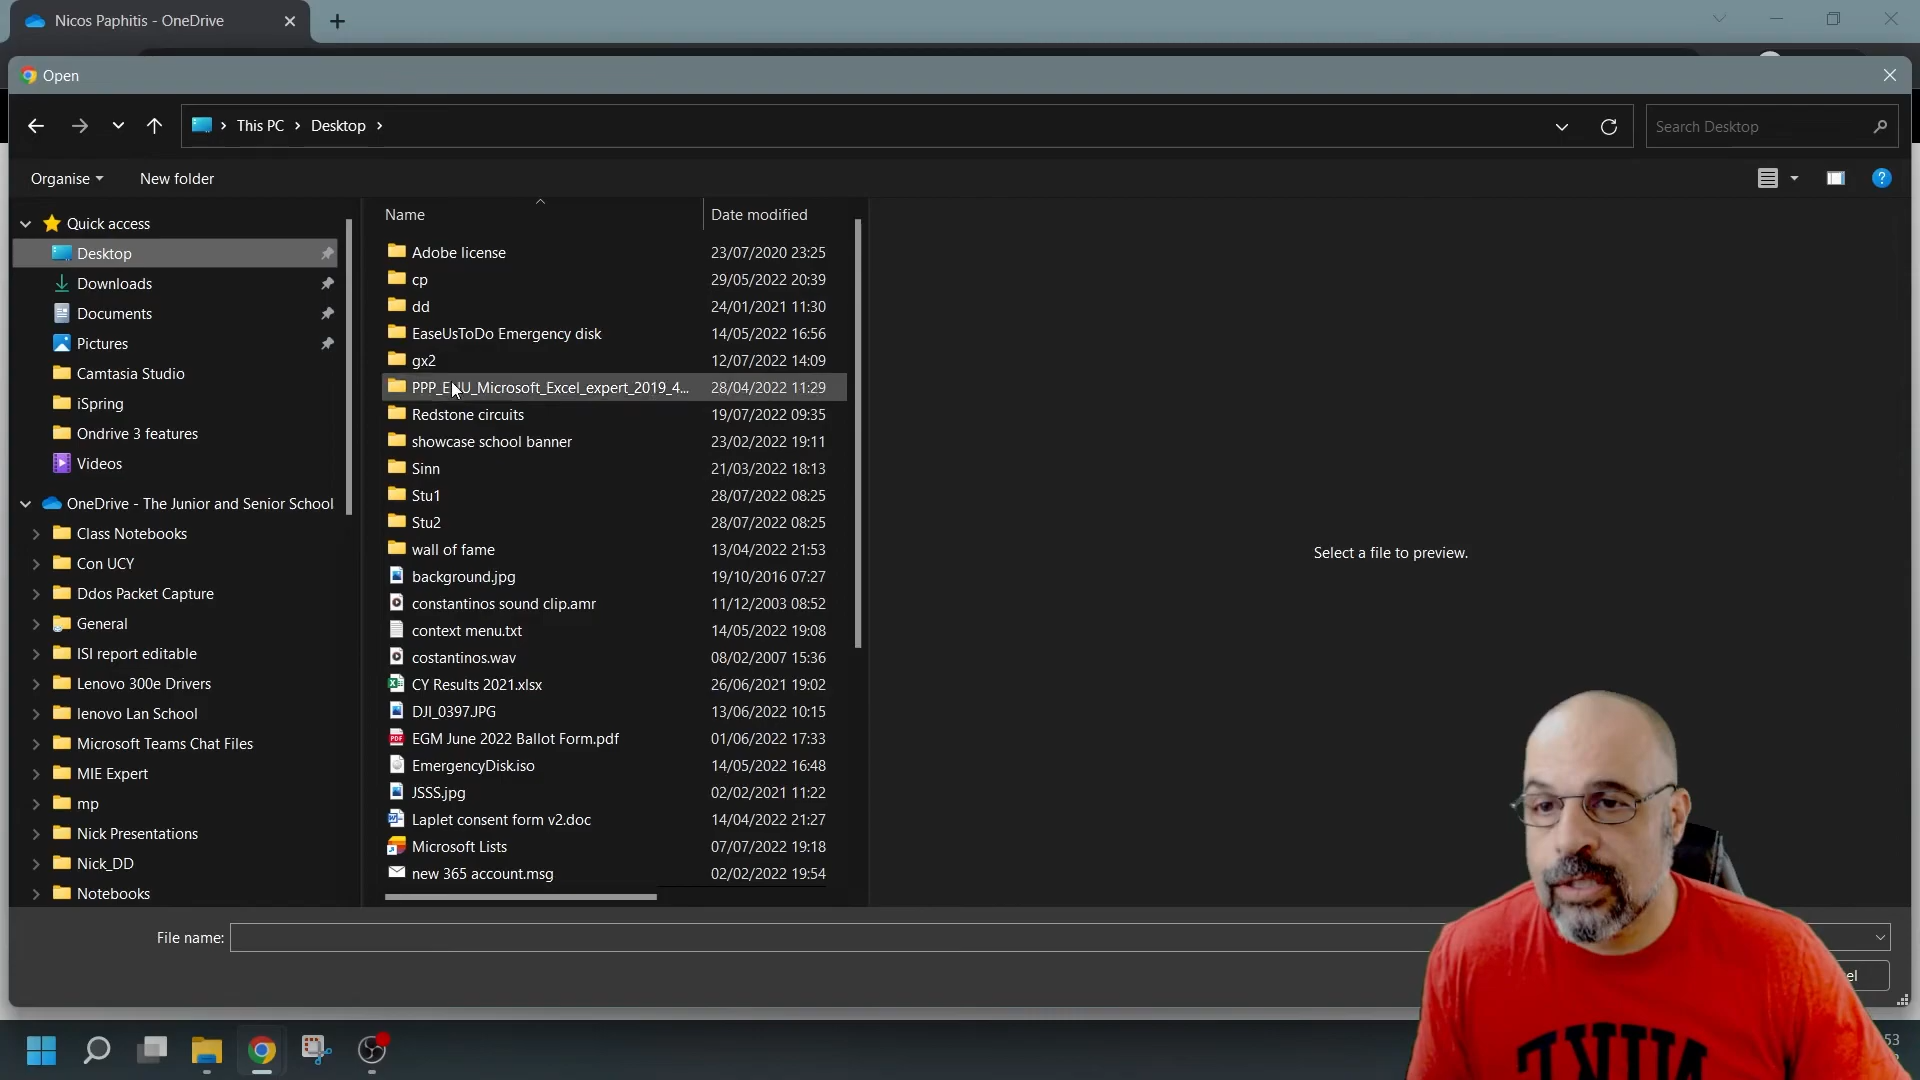 Nicos Paphitis - OneDrive
Open
This PC
Desktop
Search Desktop
Organise
New folder
Name
Date modified
Quick access
Desktop
Downloads
Documents
Pictures
Camtasia Studio
iSpring
Ondrive 3 features
Videos
OneDrive - The Junior and Senior School
Class Notebooks
Con UCY
Ddos Packet Capture
General
ISI report editable
Lenovo 300e Drivers
lenovo Lan School
Microsoft Teams Chat Files
MIE Expert
mp
Nick Presentations
Nick_DD
Notebooks
Adobe license 23/07/2020 23:25
cp 29/05/2022 20:39
dd 24/01/2021 11:30
EaseUsToDo Emergency disk 14/05/2022 16:56
gx2 12/07/2022 14:09
PPP_ENU_Microsoft_Excel_expert_2019_4... 28/04/2022 11:29
Redstone circuits 19/07/2022 09:35
showcase school banner 23/02/2022 19:11
Sinn 21/03/2022 18:13
Stu1 28/07/2022 08:25
Stu2 28/07/2022 08:25
wall of fame 13/04/2022 21:53
background.jpg 19/10/2016 07:27
constantinos sound clip.amr 11/12/2003 08:52
context menu.txt 14/05/2022 19:08
costantinos.wav 08/02/2007 15:36
CY Results 2021.xlsx 26/06/2021 19:02
DJI_0397.JPG 13/06/2022 10:15
EGM June 2022 Ballot Form.pdf 01/06/2022 17:33
EmergencyDisk.iso 14/05/2022 16:48
JSSS.jpg 02/02/2021 11:22
Laplet consent form v2.doc 14/04/2022 21:27
Microsoft Lists 07/07/2022 19:18
new 365 account.msg 02/02/2022 19:54
Select a file to preview.
File name:
el
53